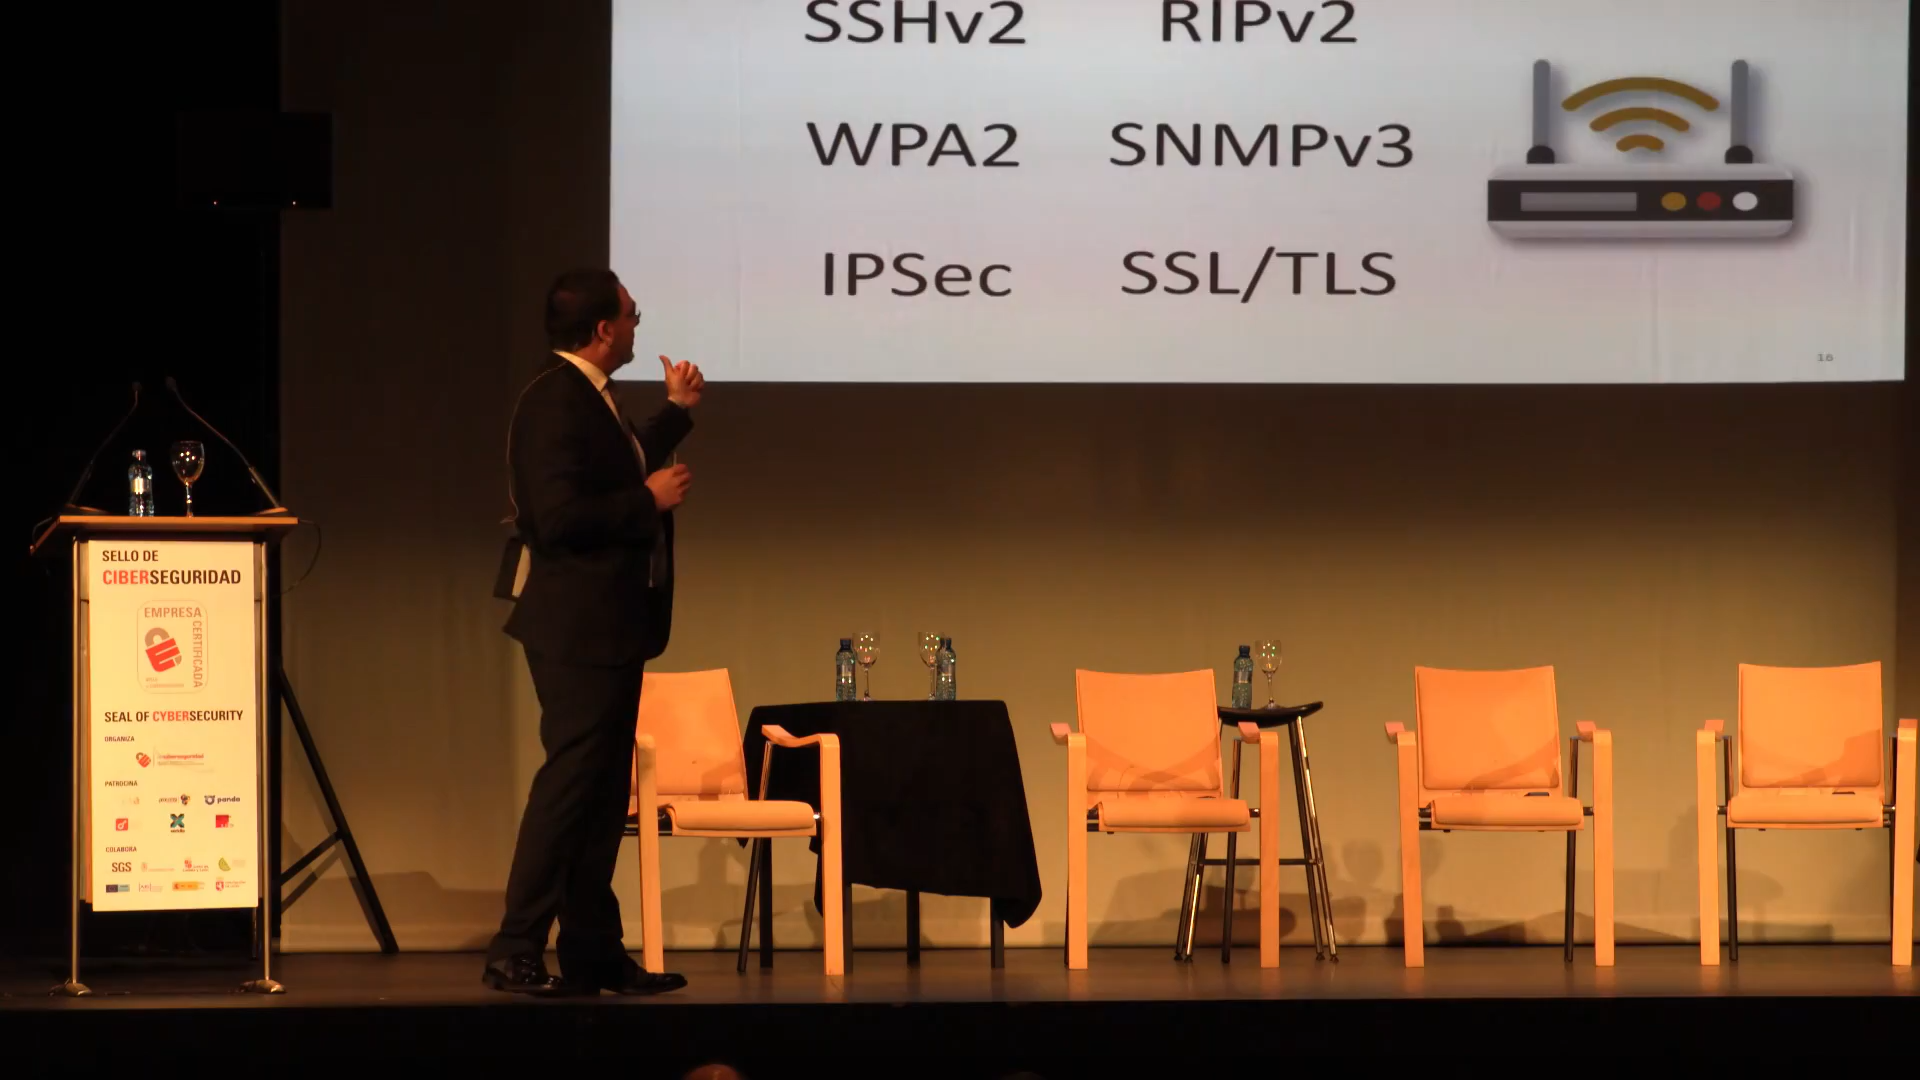 SSHv2 RIPv2
WPA2 SNMPv3
IPSec SSL/TLS
16
SELLO DE
CIBERSEGURIDAD
EMPRESA
CERTIFICADA
SEAL OF CYBERSECURITY
ORGANIZA
PATROCINA
panda
COLABORA
SGS